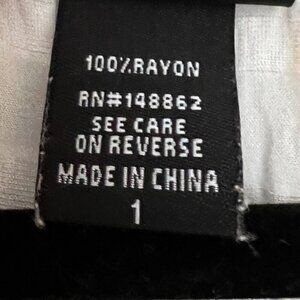 100%RAYON
RN#148862
SEE CARE
ON REVERSE
MADE IN CHINA
1